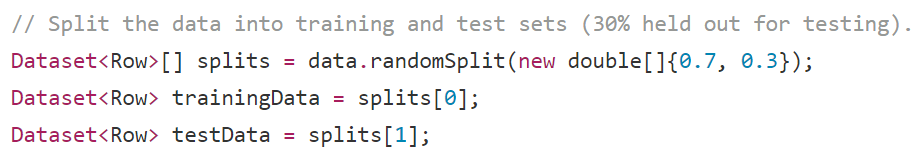 // Split the data into training and test sets (30% held out for testing).
Dataset<Row>[] splits = data.randomSplit(new double[]{0.7, 0.3});
Dataset<Row> trainingData = splits[0];
Dataset<Row> testData = splits[1];